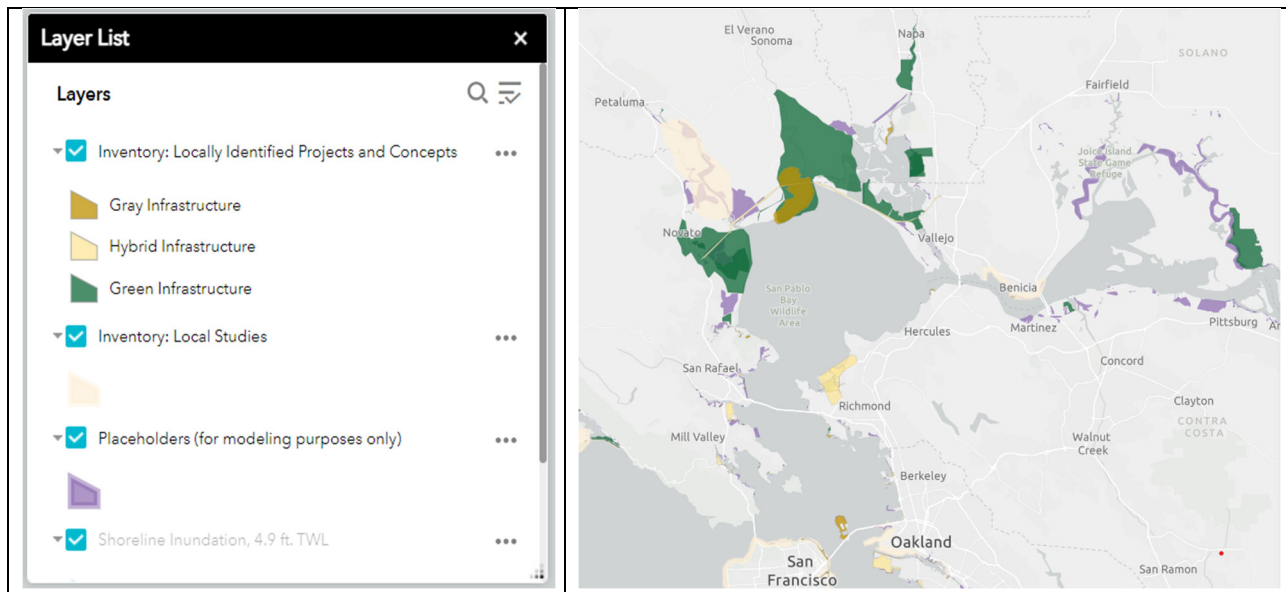 Layer List
Layers
Inventory: Locally Identified Projects and Concepts
Gray Infrastructure
Hybrid Infrastructure
Green Infrastructure
Inventory: Local Studies
Placeholders (for modeling purposes only)
Shoreline Inundation, 4.9 ft. TWL
El Verano
Sonoma
Napa
SOLANO
Fairfield
Petaluma
Joice Island
State Game
Refuge
Novato
Vallejo
San Pablo
Bay
Wildlife
Area
Benicia
Hercules
Martinez
Pittsburg
An
Concord
San Rafael
Richmond
Clayton
CONTRA
COSTA
Mill Valley
Walnut
Creek
Berkeley
Oakland
San
Francisco
San Ramon